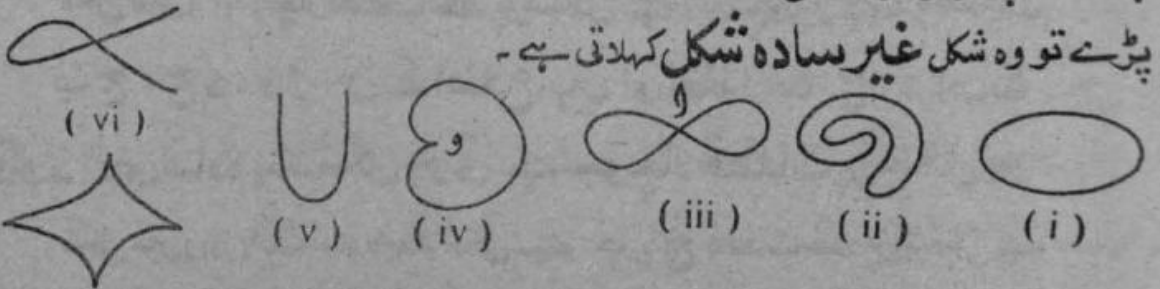 پڑے تو وہ شکل غیر سادہ شکل کہلاتی ہے۔
ا
و
(i) (ii) (iii) (iv) (v) (vi)